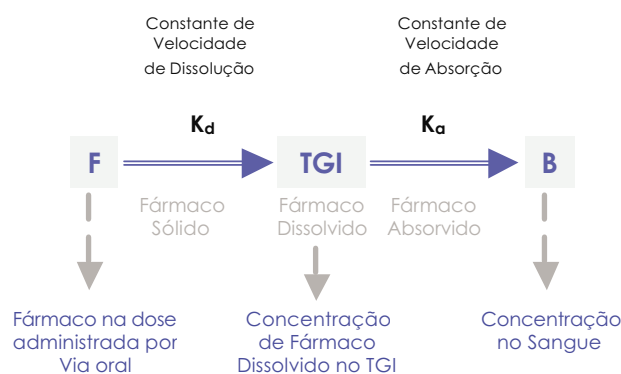 Constante de
Velocidade
de Dissolução
Constante de
Velocidade
de Absorção
Kd
Ka
F
TGI
B
Fármaco
Sólido
Fármaco
Dissolvido
Fármaco
Absorvido
Fármaco na dose
administrada por
Via oral
Concentração
de Fármaco
Dissolvido no TGI
Concentração
no Sangue